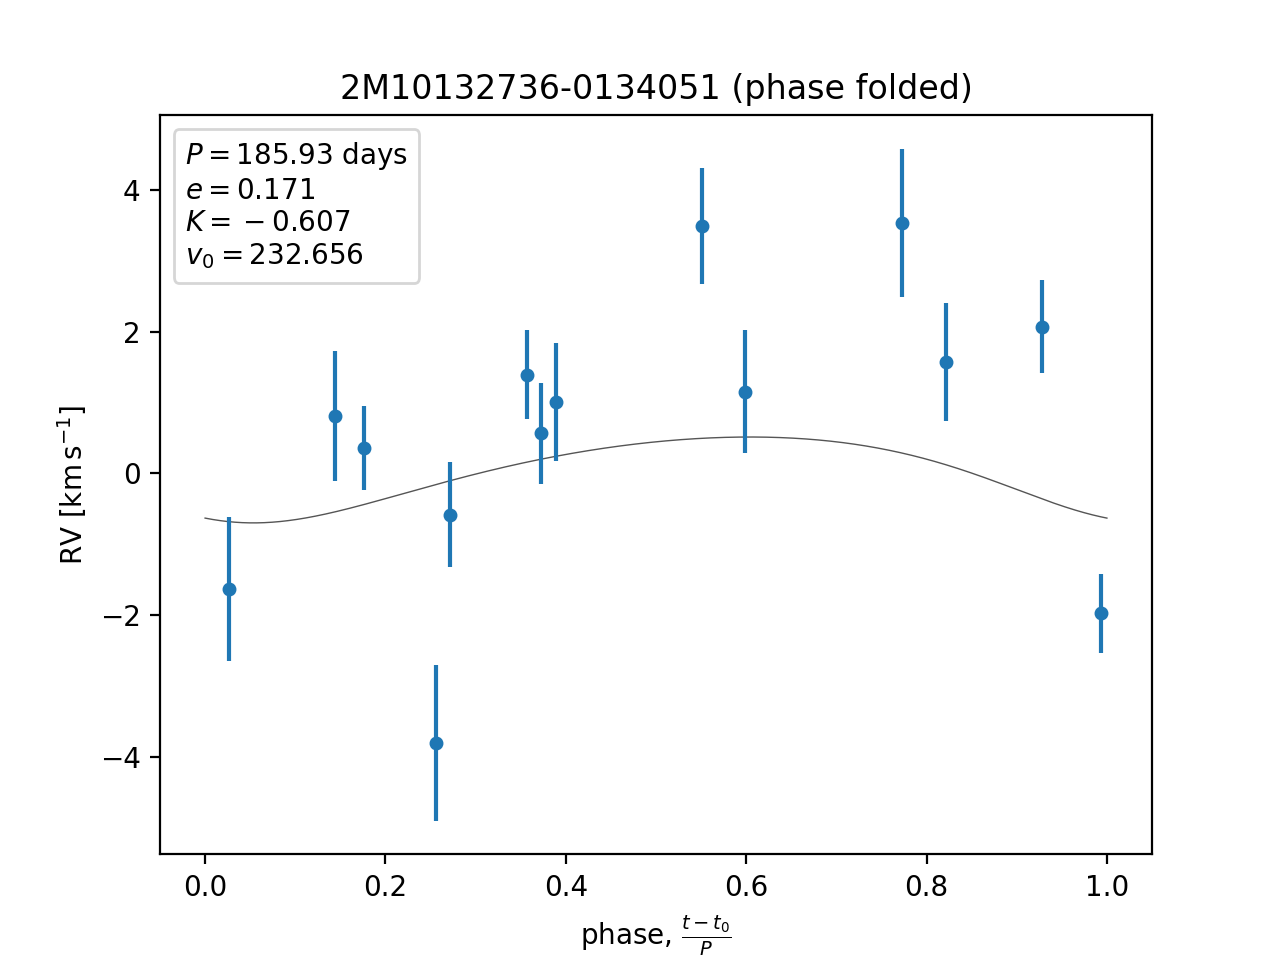 2M10132736-0134051 (phase folded)
P = 185.93 days
e = 0.171
K = −0.607
v₀ = 232.656
4
2
0
−2
−4
RV [km s⁻¹]
0.0 0.2 0.4 0.6 0.8 1.0
phase, (t − t₀)/P